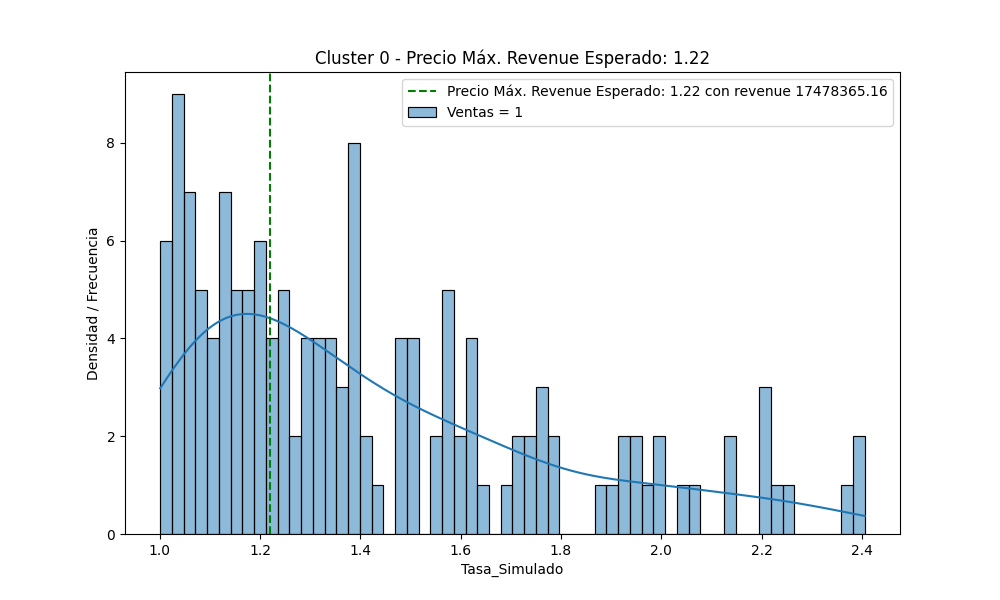 Cluster 0 - Precio Máx. Revenue Esperado: 1.22
Precio Máx. Revenue Esperado: 1.22 con revenue 17478365.16
Ventas = 1
Densidad / Frecuencia
8
6
4
2
0
1.0 1.2 1.4 1.6 1.8 2.0 2.2 2.4
Tasa_Simulado